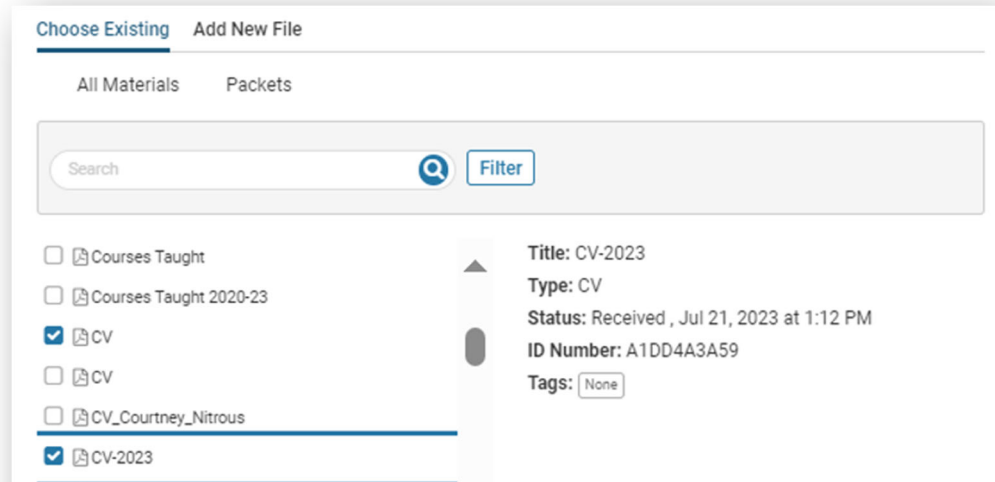 Choose Existing Add New File
All Materials Packets
Search Filter
Courses Taught
Courses Taught 2020-23
CV
CV
CV_Courtney_Nitrous
CV-2023
Title: CV-2023
Type: CV
Status: Received , Jul 21, 2023 at 1:12 PM
ID Number: A1DD4A3A59
Tags: None